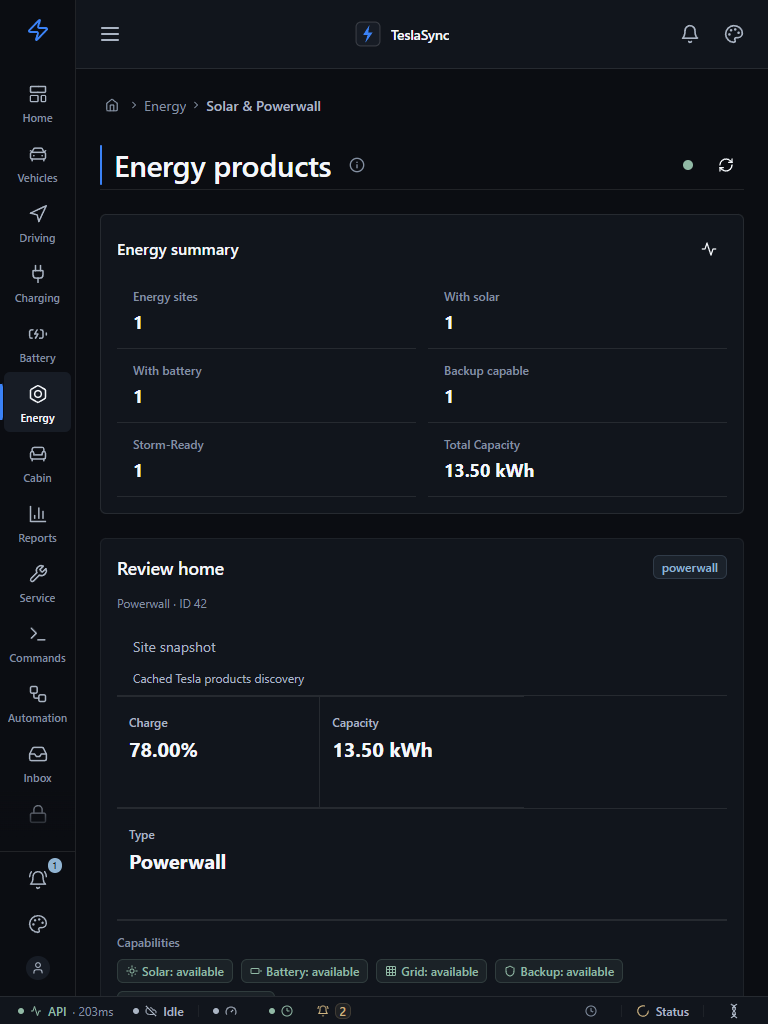 TeslaSync
Home
Vehicles
Driving
Charging
Battery
Energy
Cabin
Reports
Service
Commands
Automation
Inbox
1
Energy Solar & Powerwall
Energy products
Energy summary
Energy sites
1
With solar
1
With battery
1
Backup capable
1
Storm-Ready
1
Total Capacity
13.50 kWh
Review home
powerwall
Powerwall · ID 42
Site snapshot
Cached Tesla products discovery
Charge
78.00%
Capacity
13.50 kWh
Type
Powerwall
Capabilities
Solar: available Battery: available Grid: available Backup: available
API · 203ms Idle 2 Status